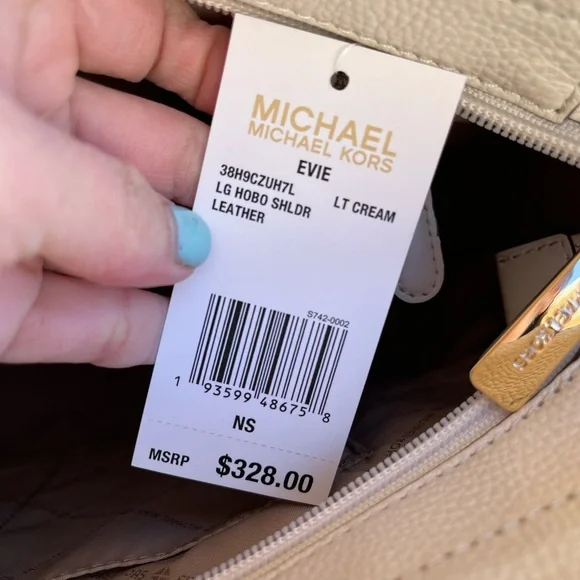 MICHAEL
MICHAEL KORS
EVIE
38H9CZUH7L
LG HOBO SHLDR LT CREAM
LEATHER
S742-0002
1 93599 48675 8
NS
MSRP $328.00